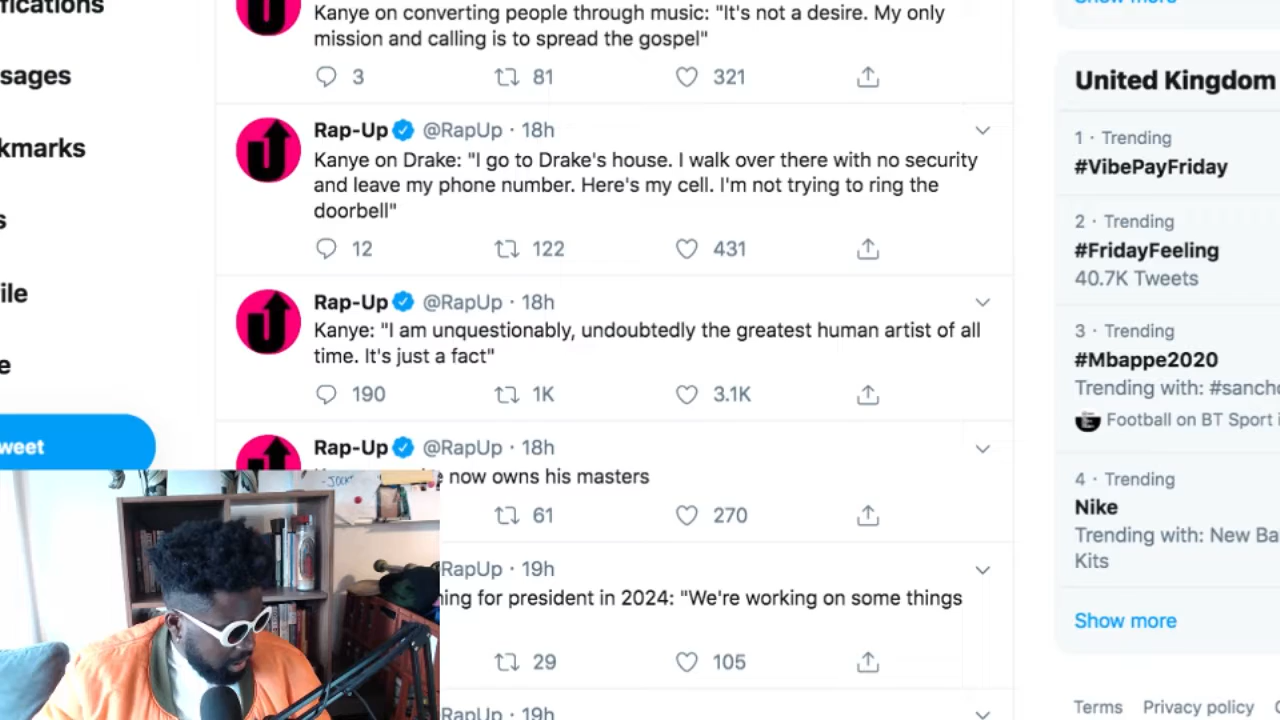 fications
ssages
kmarks
s
file
e
weet
Kanye on converting people through music: "It's not a desire. My only
mission and calling is to spread the gospel"
3 81 321
Rap-Up @RapUp · 18h
Kanye on Drake: "I go to Drake's house. I walk over there with no security
and leave my phone number. Here's my cell. I'm not trying to ring the
doorbell"
12 122 431
Rap-Up @RapUp · 18h
Kanye: "I am unquestionably, undoubtedly the greatest human artist of all
time. It's just a fact"
190 1K 3.1K
Rap-Up @RapUp · 18h
now owns his masters
61 270
RapUp · 19h
ning for president in 2024: "We're working on some things
29 105
RapUp · 19h
Show more
United Kingdom
1 · Trending
#VibePayFriday
2 · Trending
#FridayFeeling
40.7K Tweets
3 · Trending
#Mbappe2020
Trending with: #sancho
Football on BT Sport i
4 · Trending
Nike
Trending with: New Ba
Kits
Show more
Terms Privacy policy